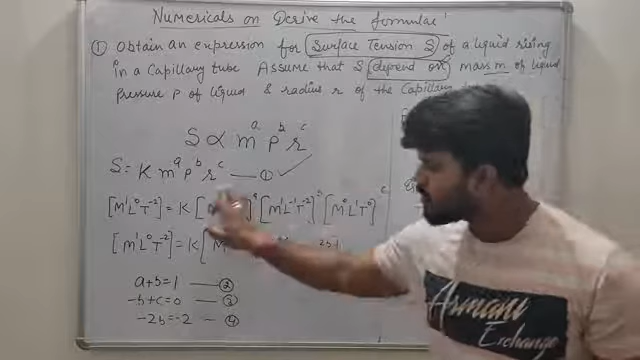 Numericals on Derive the formulae'
① Obtain an expression for Surface Tension S of a liquid rising
in a Capillary tube Assume that S depend on mass m of liquid
pressure P of liquid & radius r of the Capillary
S ∝ m^a P^b r^c
S = K m^a P^b r^c — ①
[M¹L⁰T⁻²] = K [ ]^a [M¹L⁻¹T⁻²]^b [M⁰L¹T⁰]^c
[M¹L⁰T⁻²] = K [M
a+b=1 — ②
-b+c=0 — ③
-2b=-2 — ④
Armani
Exchange